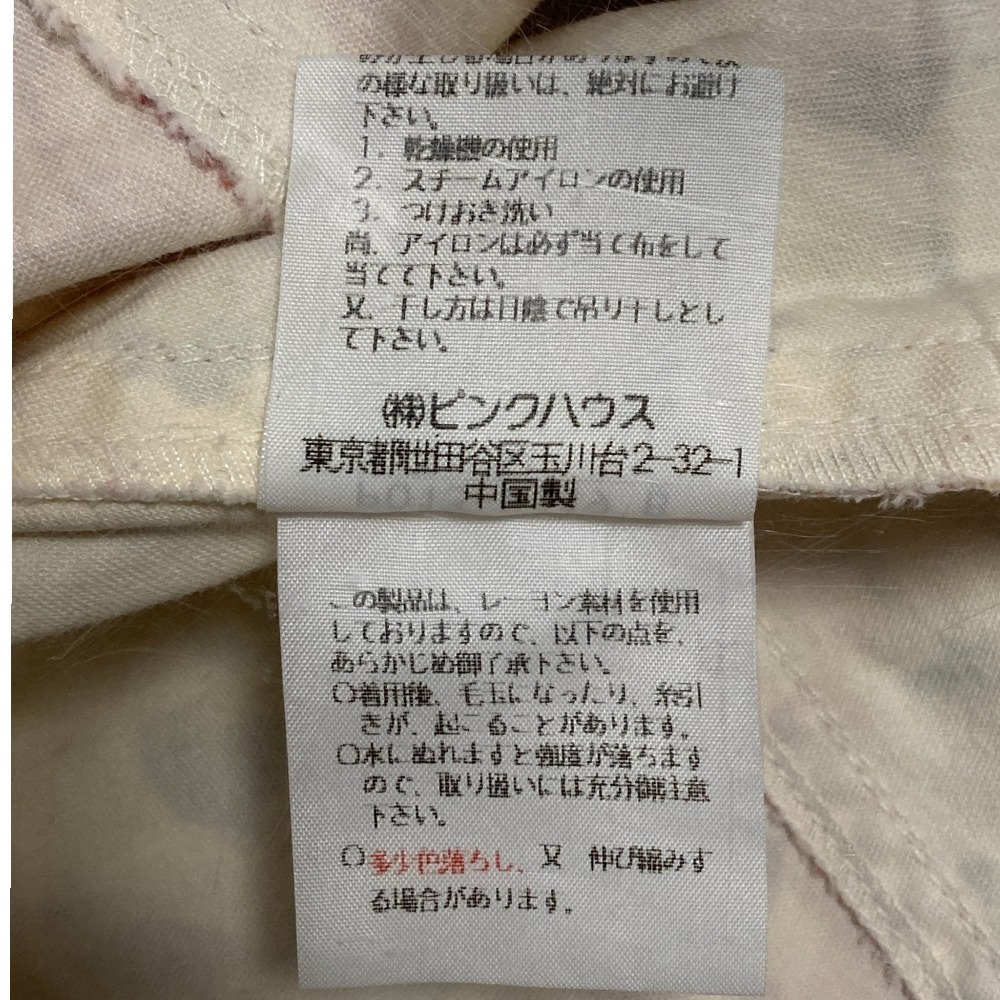 の様な取り扱いは、絶対にお避け
下さい。
1. 乾燥機の使用
2. スチームアイロンの使用
3. つけおき洗い
尚、アイロンは必ず当て布をして
当てて下さい。
又、干し方は日陰で吊り干しとし
て下さい。
㈱ピンクハウス
東京都世田谷区玉川台2-32-1
中国製
この製品は、レーヨン素材を使用
しておりますので、以下の点を、
あらかじめ御了承下さい。
○着用後、毛玉になったり、糸引
きが、起こることがあります。
○水にぬれますと強度が落ちます
ので、取り扱いには充分御注意
下さい。
○多少色落ちし、又 伸び縮みす
る場合があります。